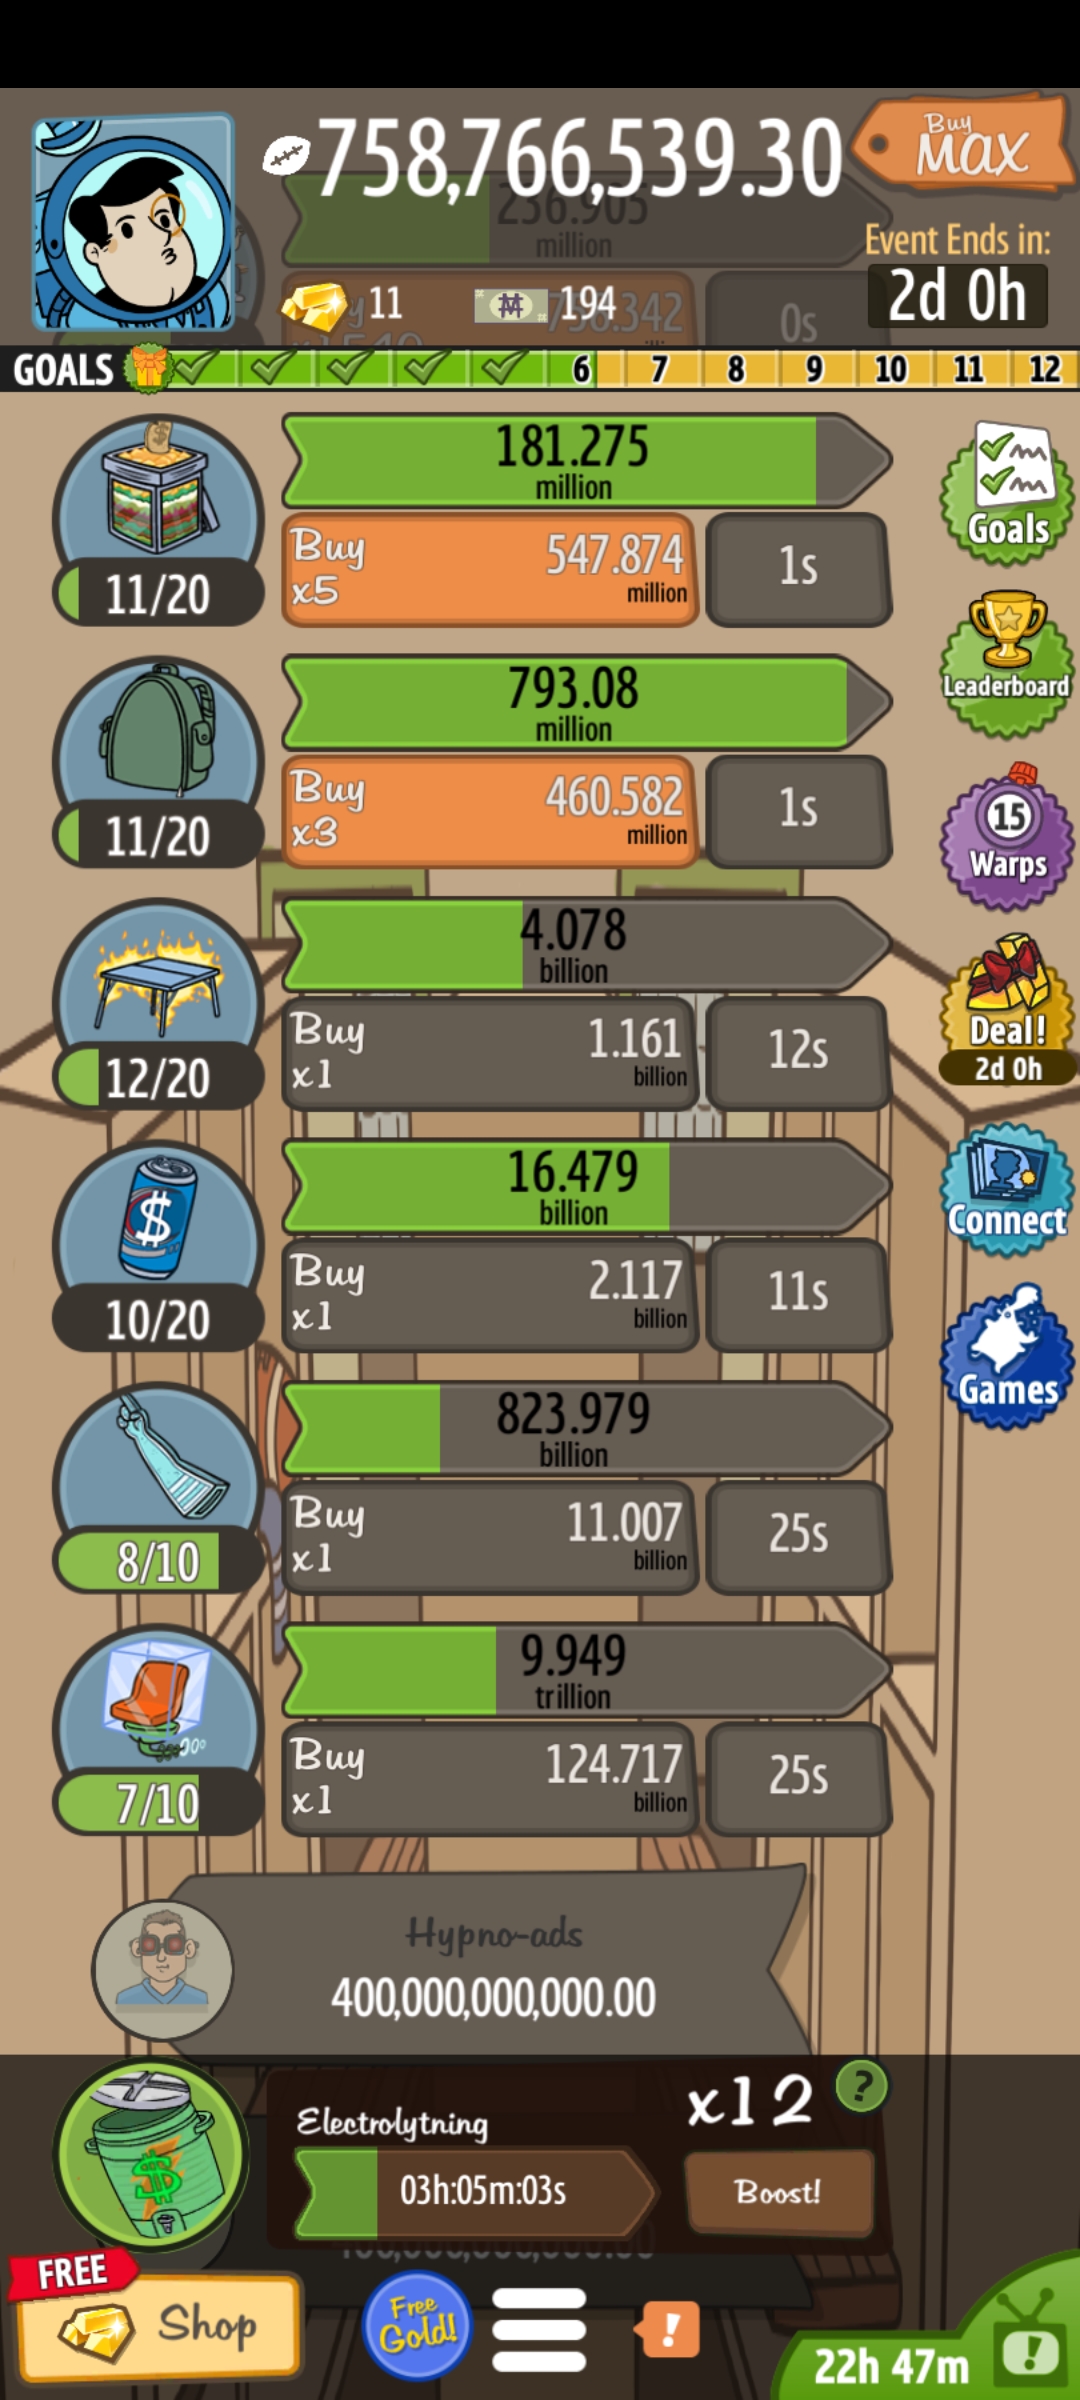 758,766,539.30
Buy
MAX
236.905
million
Event Ends in:
11
194
2d 0h
0s
GOALS
6
7
8
9
10
11
12
181.275
million
Buy
x5
547.874
million
1s
11/20
Goals
793.08
million
Leaderboard
Buy
x3
460.582
million
1s
11/20
15
Warps
4.078
billion
Buy
x1
1.161
billion
12s
12/20
Deal!
2d 0h
16.479
billion
Connect
Buy
x1
2.117
billion
11s
10/20
Games
823.979
billion
Buy
x1
11.007
billion
25s
8/10
9.949
trillion
Buy
x1
124.717
billion
25s
7/10
Hypno-ads
400,000,000,000.00
Electrolytning
x12
?
03h:05m:03s
Boost!
FREE
Shop
Free
Gold!
!
22h 47m
!